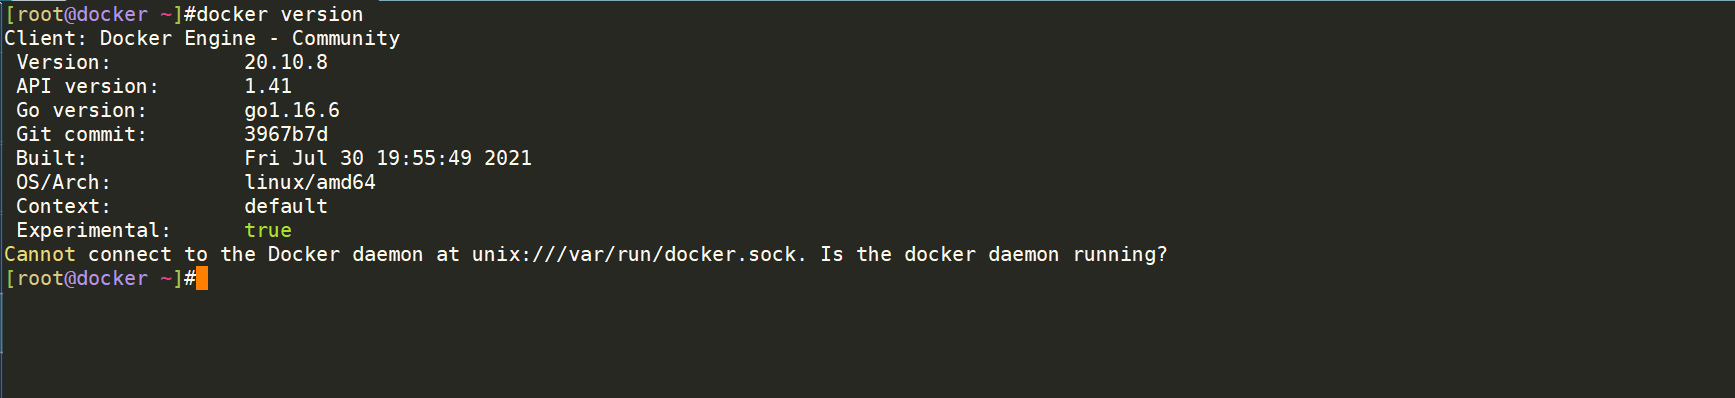 [root@docker ~]#docker version
Client: Docker Engine - Community
 Version:           20.10.8
 API version:       1.41
 Go version:        go1.16.6
 Git commit:        3967b7d
 Built:             Fri Jul 30 19:55:49 2021
 OS/Arch:           linux/amd64
 Context:           default
 Experimental:      true
Cannot connect to the Docker daemon at unix:///var/run/docker.sock. Is the docker daemon running?
[root@docker ~]#